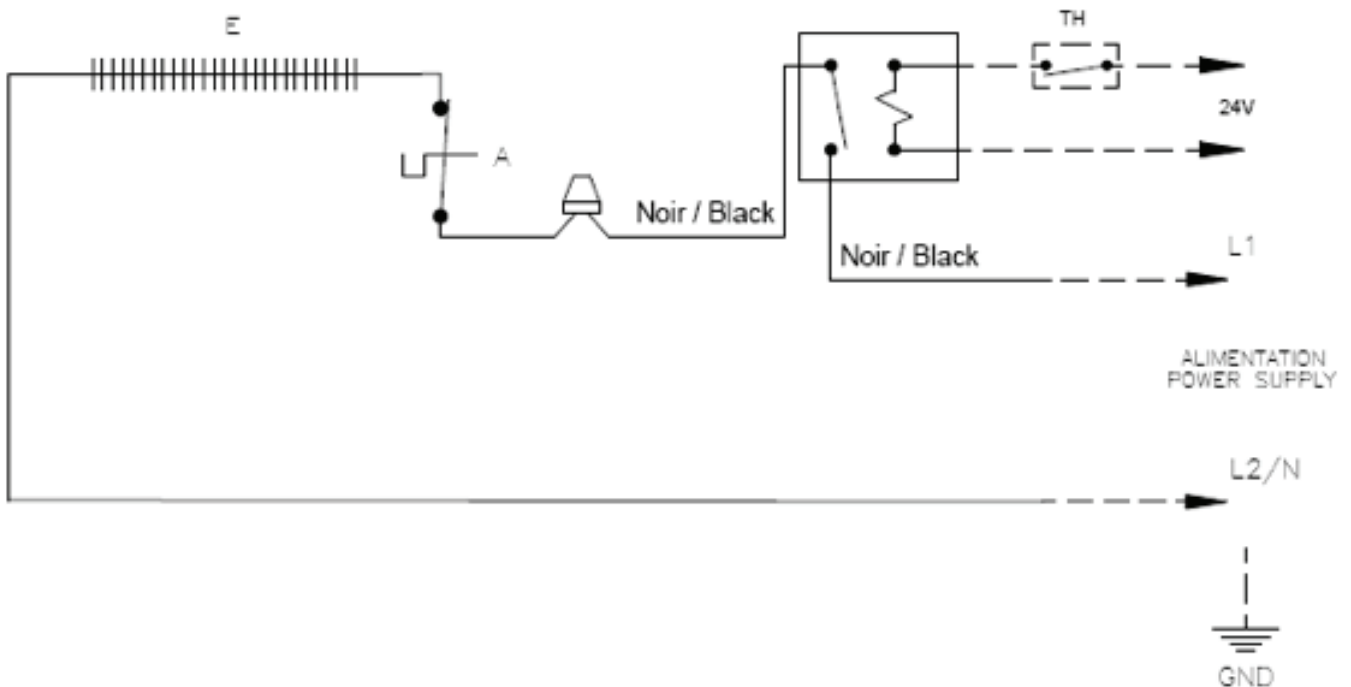 E
TH
24V
A
Noir / Black
Noir / Black
L1
ALIMENTATION
POWER SUPPLY
L2/N
GND